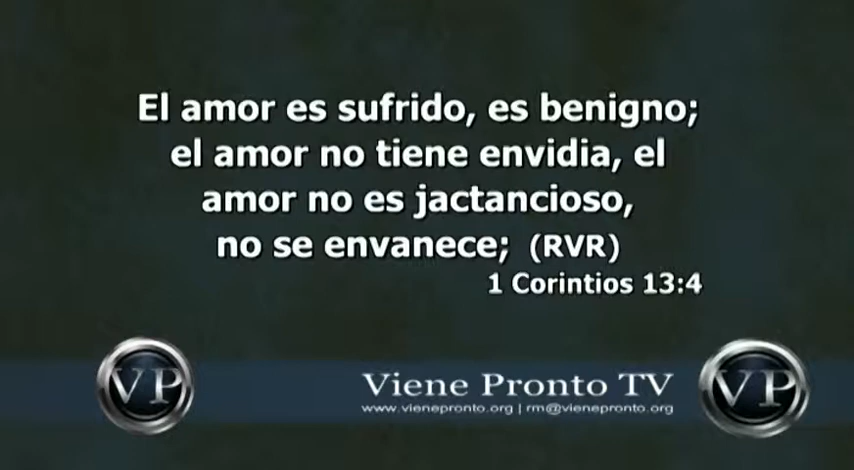 El amor es sufrido, es benigno;
el amor no tiene envidia, el
amor no es jactancioso,
no se envanece; (RVR)
1 Corintios 13:4
VP
Viene Pronto TV
www.vienepronto.org | rm@vienepronto.org
VP